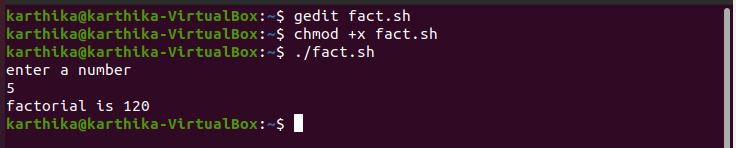 karthika@karthika-VirtualBox:~$ gedit fact.sh
karthika@karthika-VirtualBox:~$ chmod +x fact.sh
karthika@karthika-VirtualBox:~$ ./fact.sh
enter a number
5
factorial is 120
karthika@karthika-VirtualBox:~$